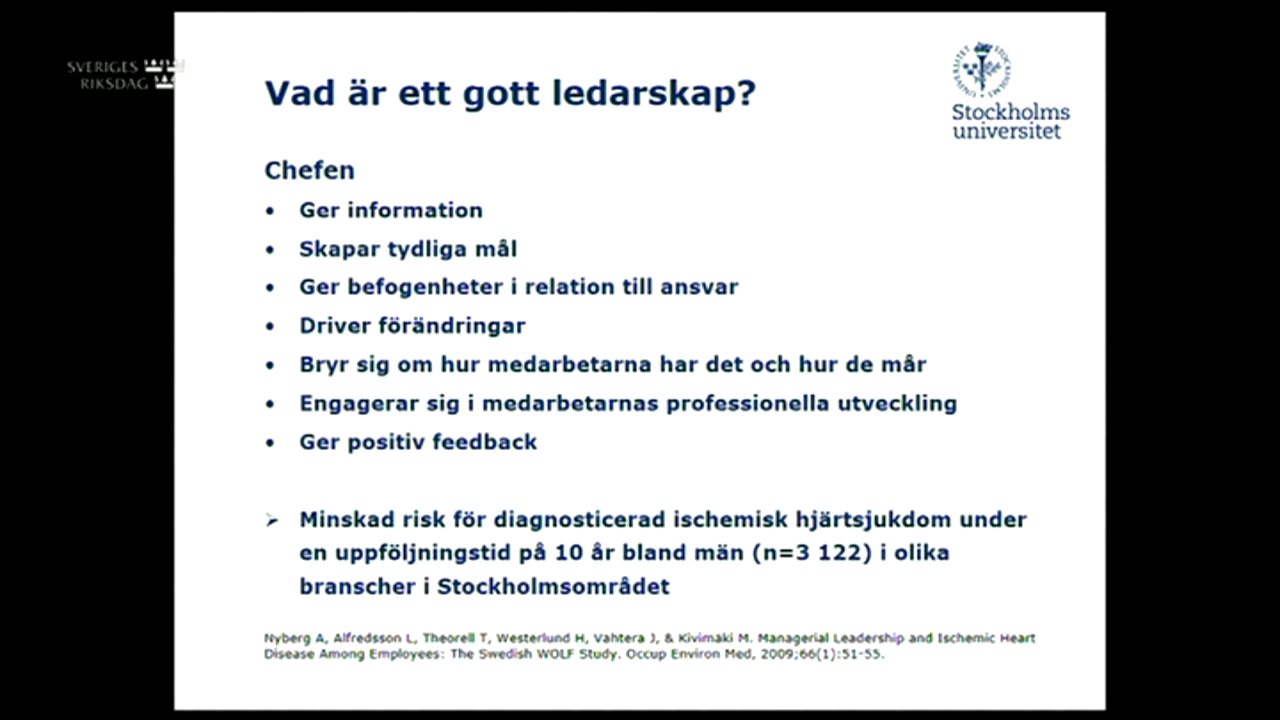 SVERIGES
RIKSDAG
Vad är ett gott ledarskap?
Stockholms
universitet
Chefen
• Ger information
• Skapar tydliga mål
• Ger befogenheter i relation till ansvar
• Driver förändringar
• Bryr sig om hur medarbetarna har det och hur de mår
• Engagerar sig i medarbetarnas professionella utveckling
• Ger positiv feedback
➢ Minskad risk för diagnosticerad ischemisk hjärtsjukdom under
en uppföljningstid på 10 år bland män (n=3 122) i olika
branscher i Stockholmsområdet
Nyberg A, Alfredsson L, Theorell T, Westerlund H, Vahtera J, & Kivimäki M. Managerial Leadership and Ischemic Heart
Disease Among Employees: The Swedish WOLF Study. Occup Environ Med, 2009;66(1):51-55.